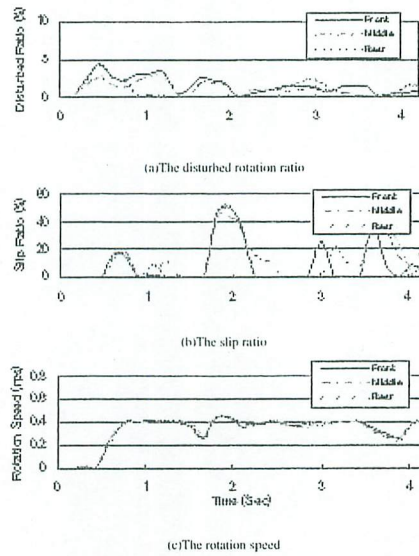 Disturbed Ratio (%)
10
5
0
Front
Middle
Rear
0 1 2 3 4
(a)The disturbed rotation ratio
Slip Ratio (%)
60
40
20
0
Front
Middle
Rear
0 1 2 3 4
(b)The slip ratio
Rotation Speed (rps)
0.8
0.6
0.4
0.2
0
Front
Middle
Rear
0 1 2 3 4
Time (Sec)
(c)The rotation speed